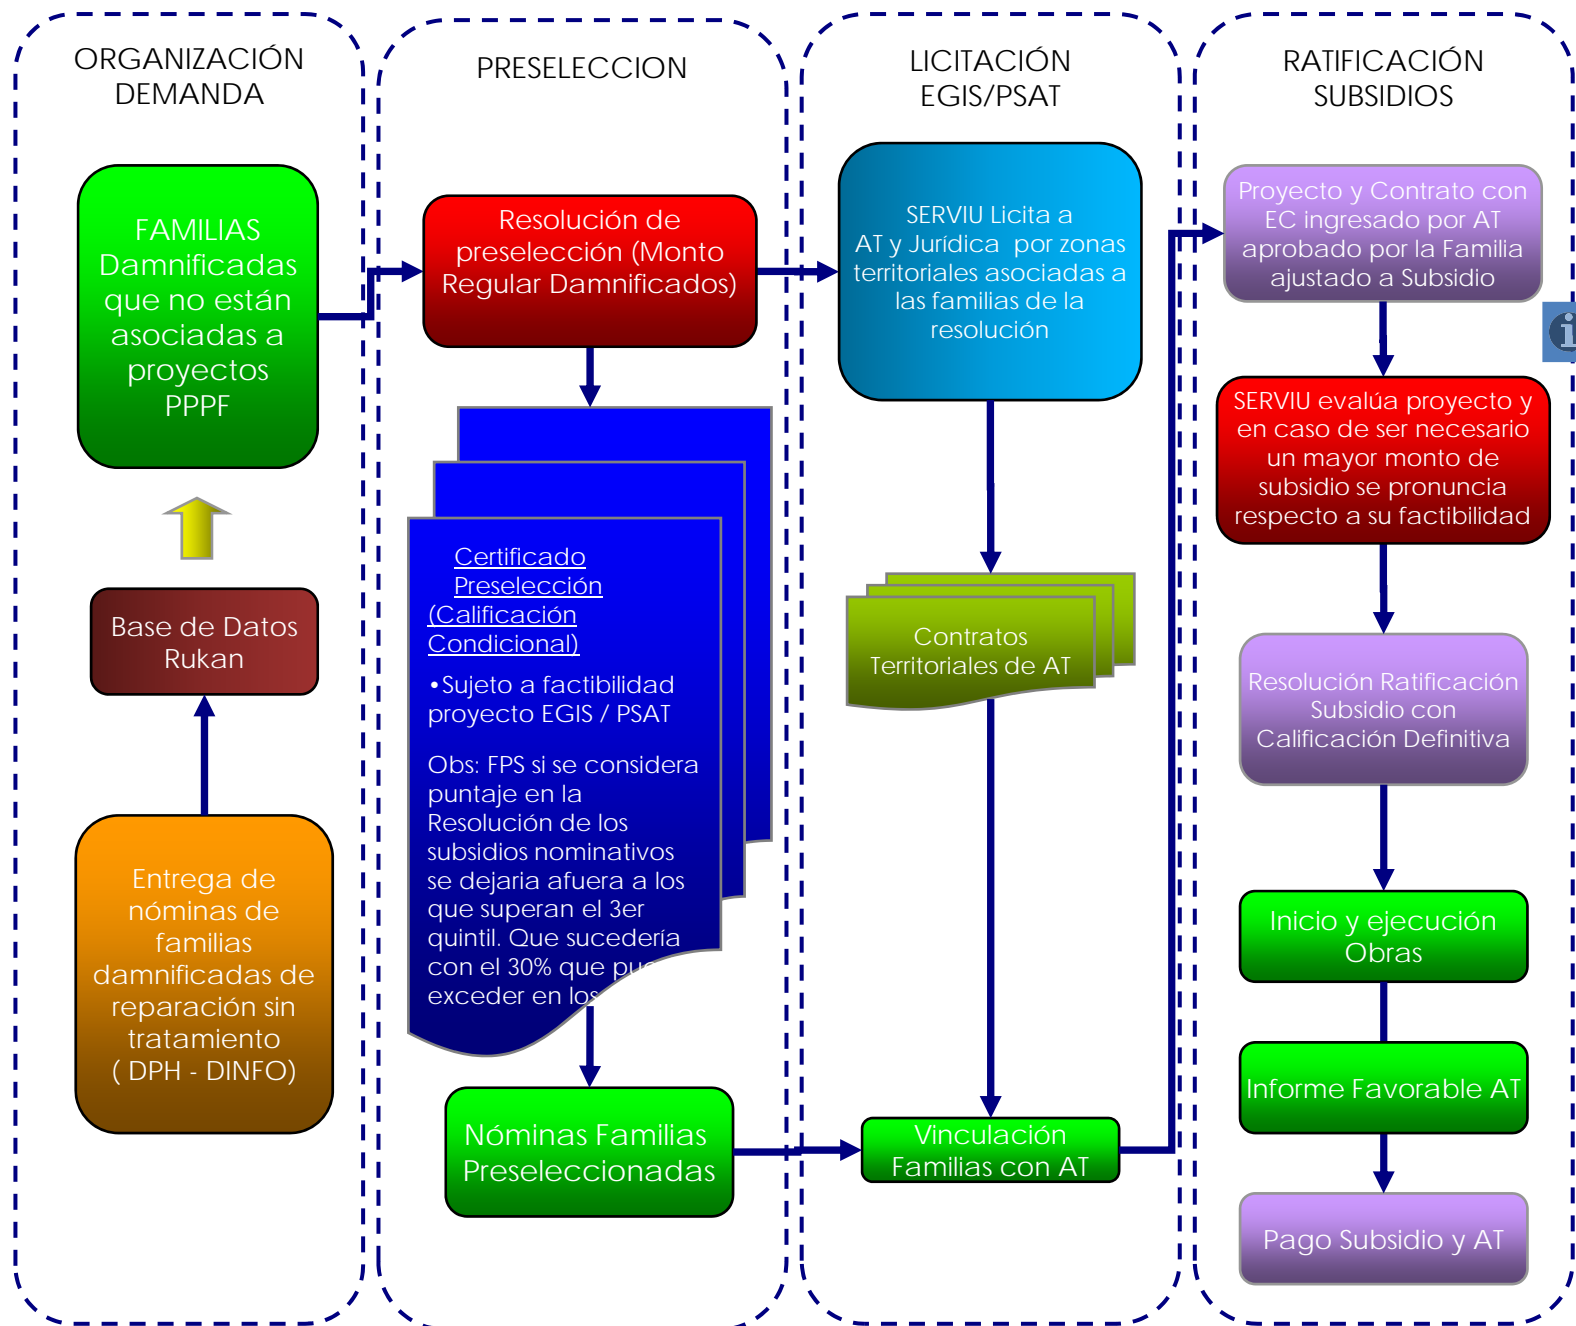 ORGANIZACIÓN
DEMANDA
FAMILIAS
Damnificadas
que no están
asociadas a
proyectos
PPPF
Base de Datos
Rukan
Entrega de
nóminas de
familias
damnificadas de
reparación sin
tratamiento
( DPH - DINFO)
PRESELECCION
Resolución de
preselección (Monto
Regular Damnificados)
Certificado
Preselección
(Calificación
Condicional)
•Sujeto a factibilidad
proyecto EGIS / PSAT
Obs: FPS si se considera
puntaje en la
Resolución de los
subsidios nominativos
se dejaria afuera a los
que superan el 3er
quintil. Que sucedería
con el 30% que
exceder en los
Nóminas Familias
Preseleccionadas
LICITACIÓN
EGIS/PSAT
SERVIU Licita a
AT y Jurídica por zonas
territoriales asociadas a
las familias de la
resolución
Contratos
Territoriales de AT
Vinculación
Familias con AT
RATIFICACIÓN
SUBSIDIOS
Proyecto y Contrato con
EC ingresado por AT
aprobado por la Familia
ajustado a Subsidio
SERVIU evalúa proyecto y
en caso de ser necesario
un mayor monto de
subsidio se pronuncia
respecto a su factibilidad
Resolución Ratificación
Subsidio con
Calificación Definitiva
Inicio y ejecución
Obras
Informe Favorable AT
Pago Subsidio y AT